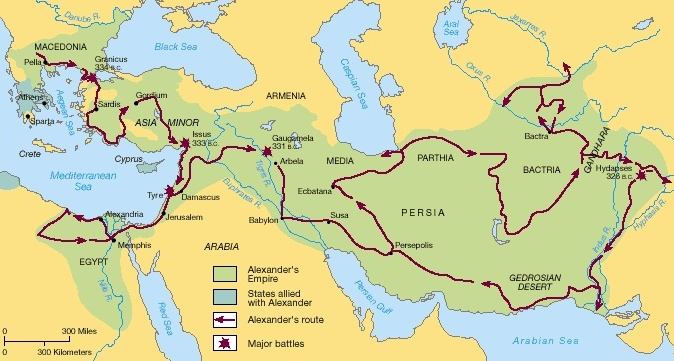 Danube R.
MACEDONIA
Pella
Granicus
334 B.C.
Black Sea
Aral
Sea
Jaxartes R.
Oxus R.
Caspian Sea
Aegean Sea
Athens
Sparta
Sardis
Gordium
ASIA MINOR
ARMENIA
Crete
Cyprus
Issus
333 B.C.
Gaugamela
331 B.C.
Arbela
Tigris R.
Euphrates R.
MEDIA
PARTHIA
Bactra
BACTRIA
GANDHARA
Hydaspes
326 B.C.
Hyphasis R.
Indus R.
Mediterranean
Sea
Tyre
Damascus
Jerusalem
Ecbatana
PERSIA
Babylon
Susa
Persepolis
Alexandria
Memphis
EGYPT
Nile R.
Red Sea
ARABIA
Persian Gulf
GEDROSIAN
DESERT
Arabian Sea
Alexander's
Empire
States allied
with Alexander
Alexander's route
Major battles
0 300 Miles
0 300 Kilometers